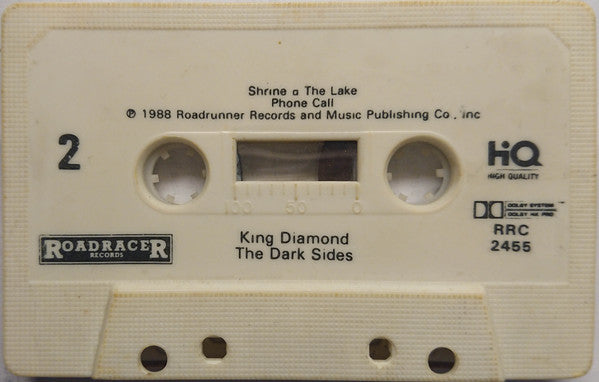 Shrine o The Lake
Phone Call
℗ 1988 Roadrunner Records and Music Publishing Co., Inc
2
HiQ
HIGH QUALITY
100 50 0
DOLBY SYSTEM
DOLBY HX PRO
RRC
2455
ROADRACER
RECORDS
King Diamond
The Dark Sides